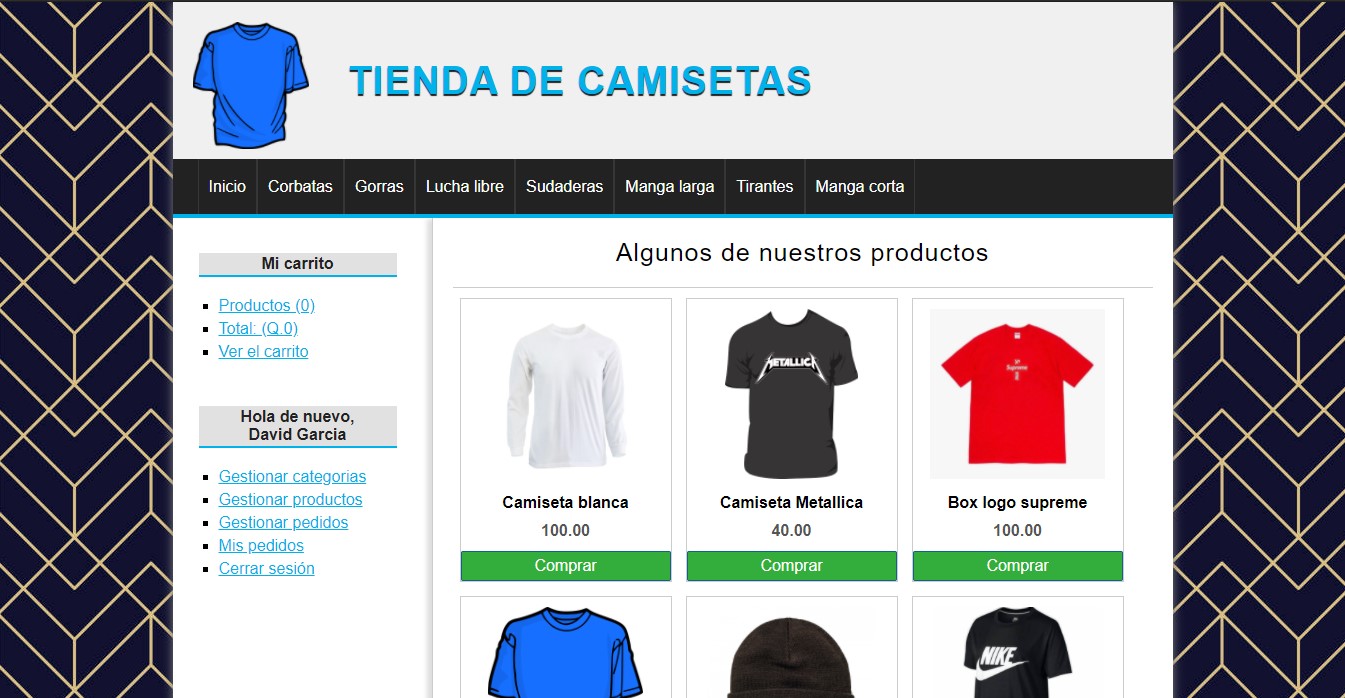 TIENDA DE CAMISETAS
Inicio
Corbatas
Gorras
Lucha libre
Sudaderas
Manga larga
Tirantes
Manga corta
Mi carrito
Productos (0)
Total: (Q.0)
Ver el carrito
Hola de nuevo,
David Garcia
Gestionar categorias
Gestionar productos
Gestionar pedidos
Mis pedidos
Cerrar sesión
Algunos de nuestros productos
METALLICA
Supreme
Camiseta blanca
Camiseta Metallica
Box logo supreme
100.00
40.00
100.00
Comprar
Comprar
Comprar
NIKE